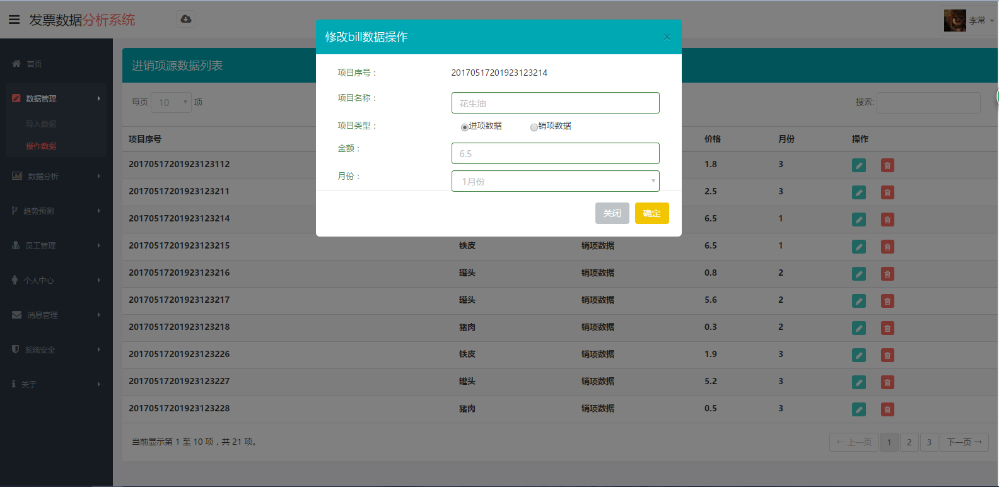 发票数据分析系统
李常
修改bill数据操作
×
项目序号：
20170517201923123214
项目名称：
花生油
项目类型：
进项数据
销项数据
金额：
6.5
月份：
1月份
关闭
确定
首页
数据管理
导入数据
操作数据
数据分析
趋势预测
员工管理
个人中心
消息管理
系统安全
关于
进销项源数据列表
每页 10 项
搜索:
项目序号 价格 月份 操作
20170517201923123112 1.8 3
20170517201923123211 2.5 3
20170517201923123214 6.5 1
20170517201923123215 铁皮 销项数据 6.5 1
20170517201923123216 罐头 销项数据 0.8 2
20170517201923123217 罐头 销项数据 5.6 2
20170517201923123218 猪肉 销项数据 0.3 2
20170517201923123226 铁皮 销项数据 1.9 3
20170517201923123227 罐头 销项数据 5.2 3
20170517201923123228 猪肉 销项数据 0.5 3
当前显示第 1 至 10 项，共 21 项。
← 上一页 1 2 3 下一页 →